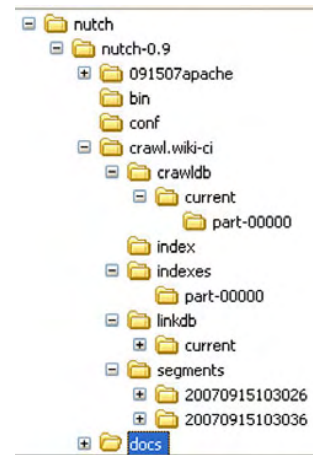 nutch
nutch-0.9
091507apache
bin
conf
crawl.wiki-ci
crawldb
current
part-00000
index
indexes
part-00000
linkdb
current
segments
20070915103026
20070915103036
docs